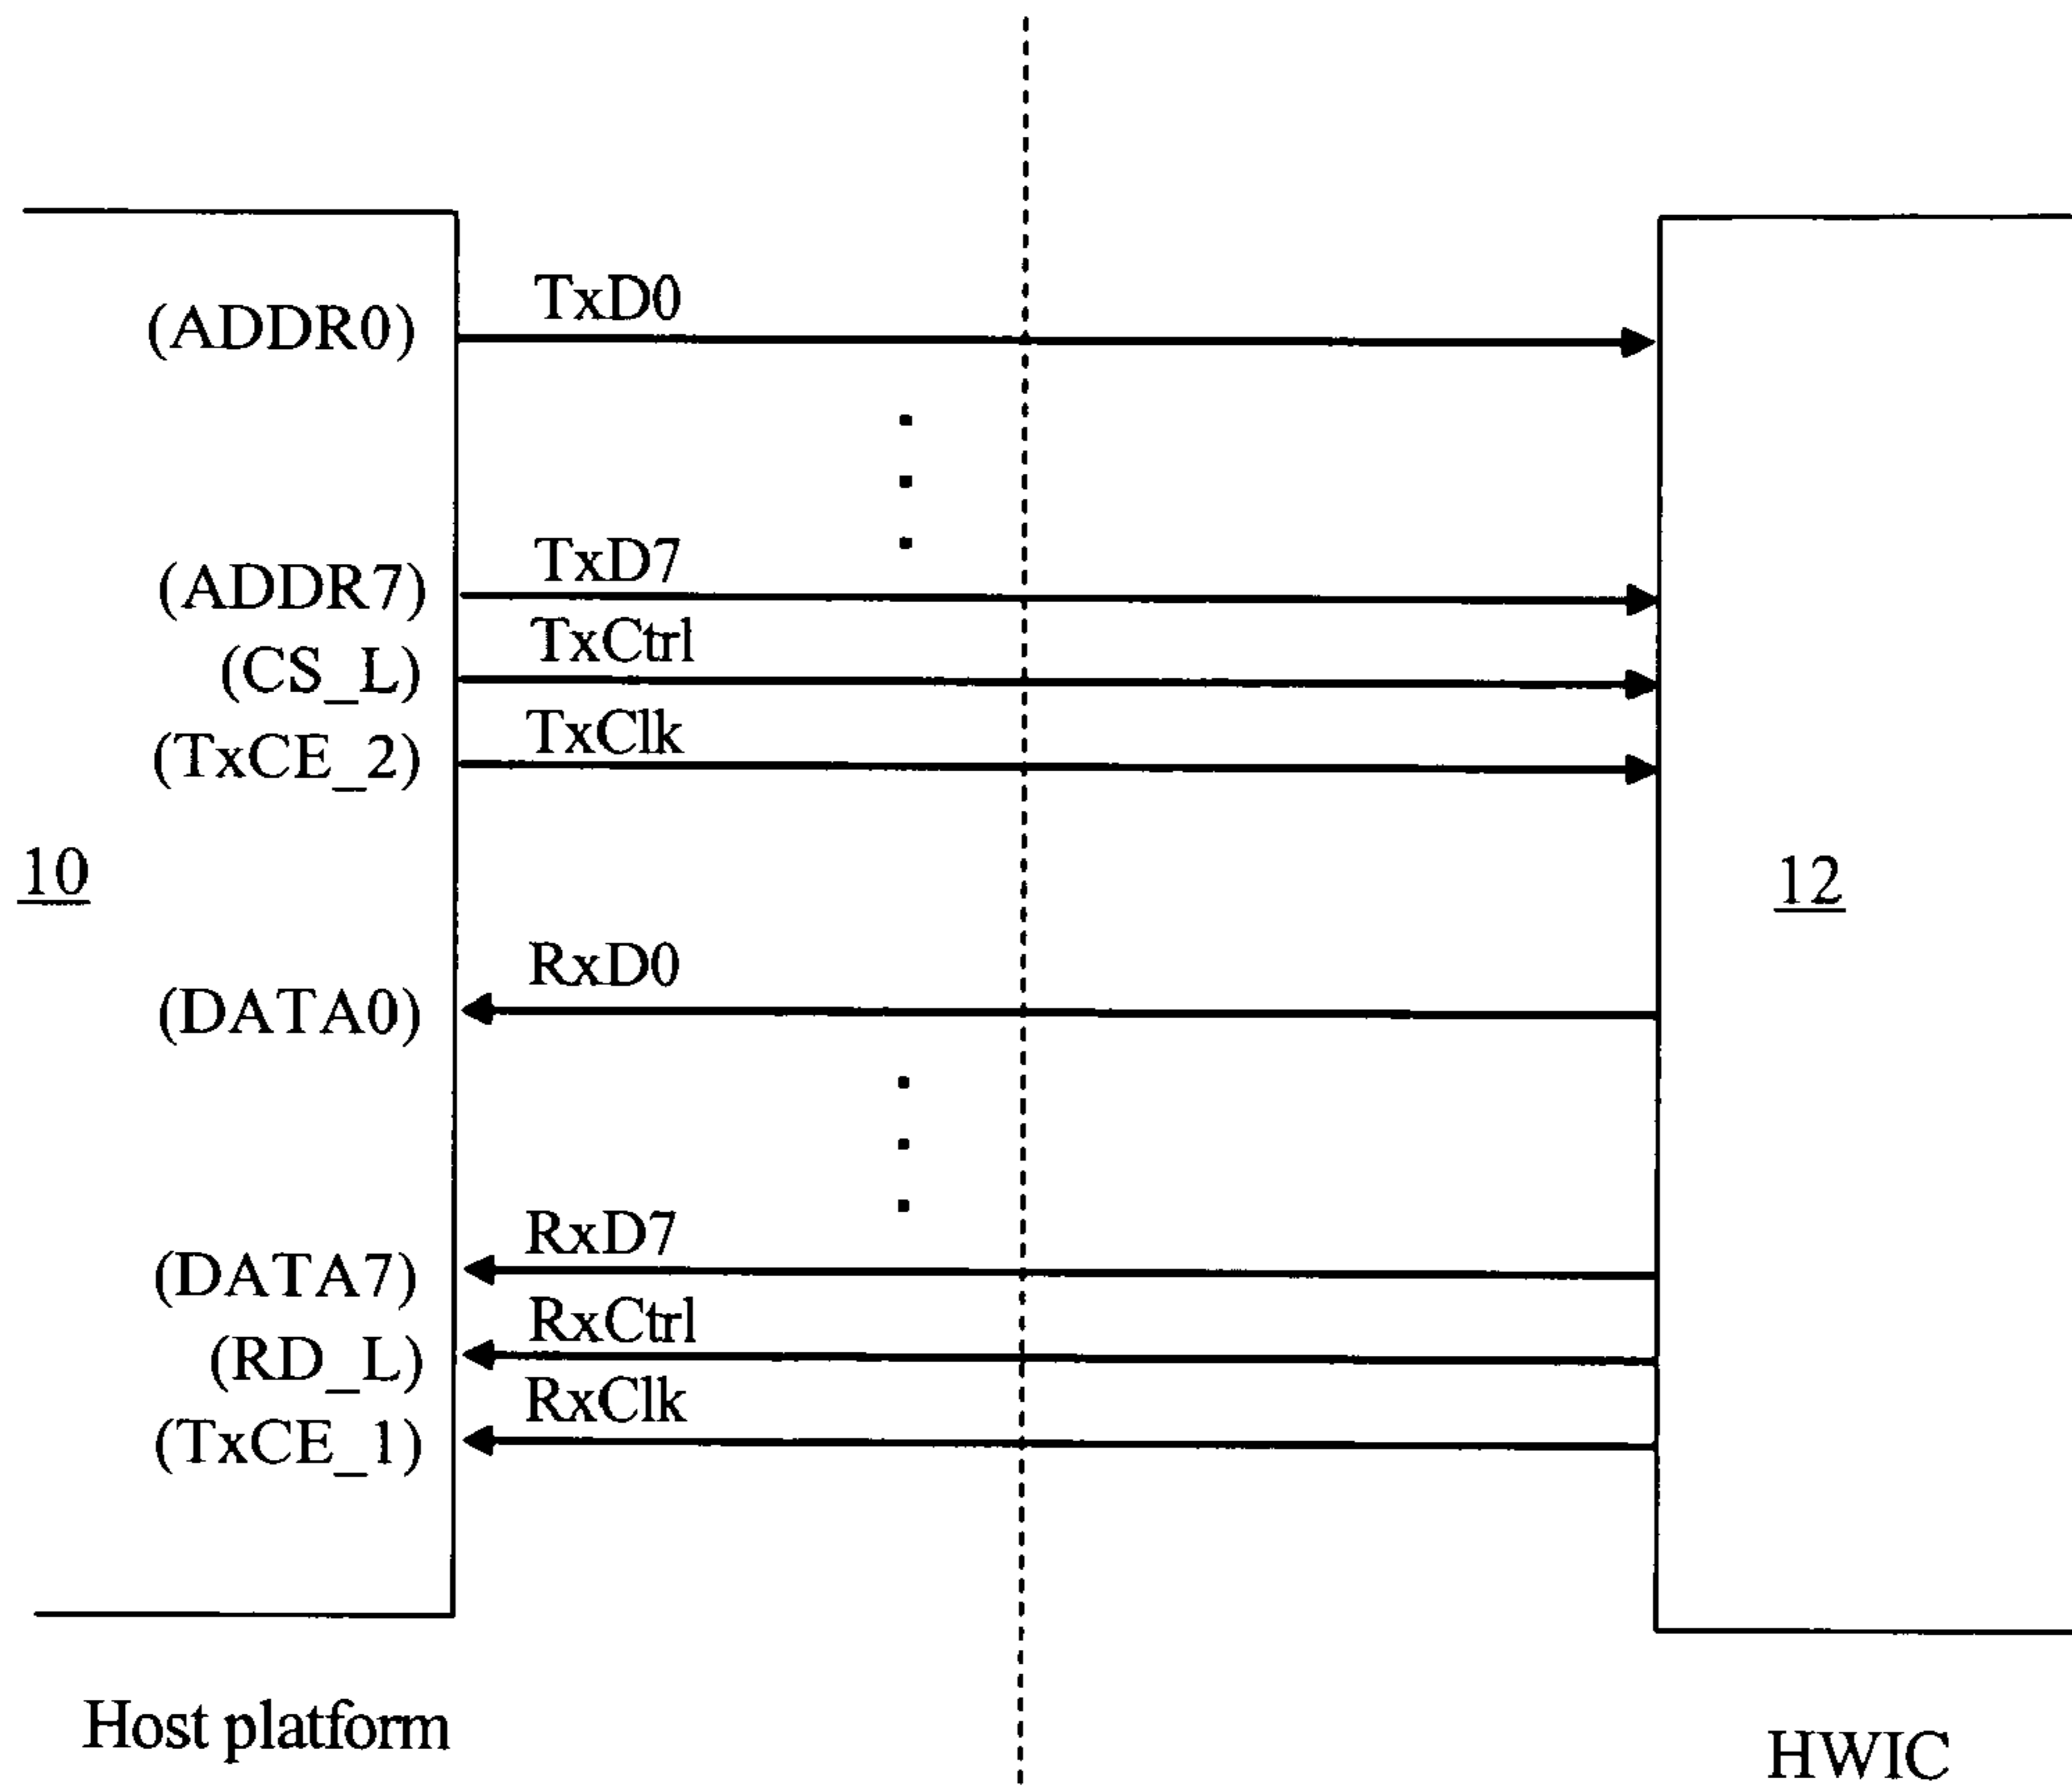 TxD0
(ADDR0)
TxD7
(ADDR7)
TxCtrl
(CS_L)
TxClk
(TxCE_2)
10
12
RxD0
(DATA0)
RxD7
(DATA7)
RxCtrl
(RD_L)
RxClk
(TxCE_1)
Host platform
HWIC